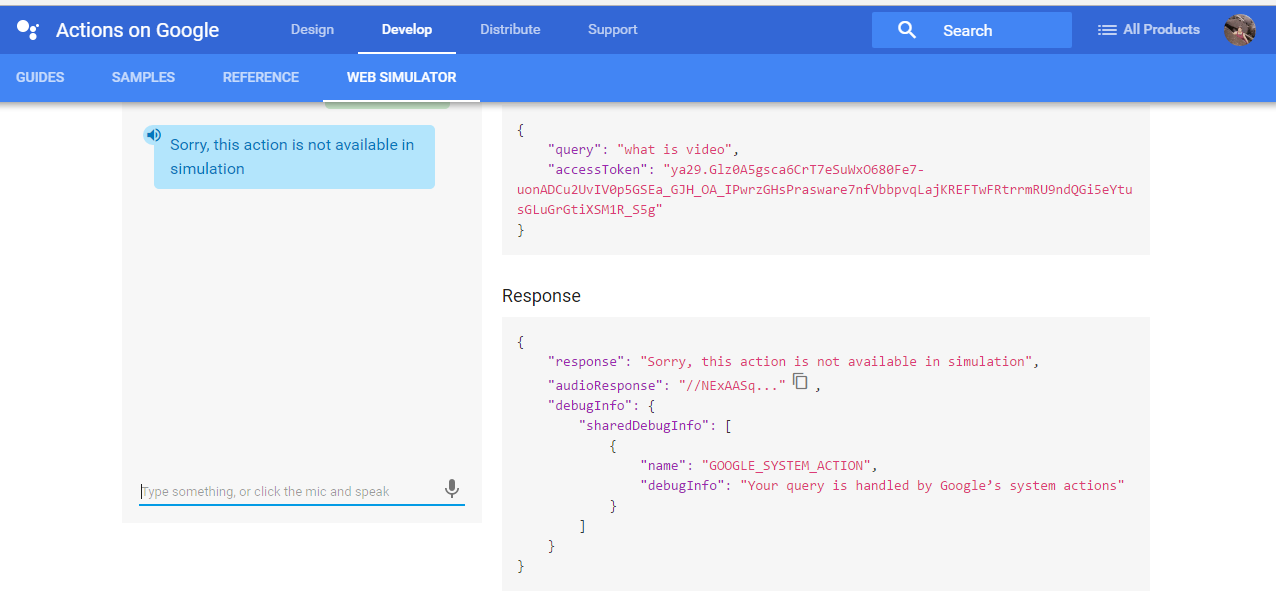 Actions on Google
Design
Develop
Distribute
Support
Search
All Products
GUIDES
SAMPLES
REFERENCE
WEB SIMULATOR
Sorry, this action is not available in
simulation
Type something, or click the mic and speak
{
"query": "what is video",
"accessToken": "ya29.Glz0A5gsca6CrT7eSuWxO680Fe7-
uonADCu2UvIV0p5GSEa_GJH_OA_IPwrzGHsPrasware7nfVbbpvqLajKREFTwFRtrrmRU9ndQGi5eYtu
sGLuGrGtiXSM1R_S5g"
}
Response
{
"response": "Sorry, this action is not available in simulation",
"audioResponse": "//NExAASq..." ,
"debugInfo": {
"sharedDebugInfo": [
{
"name": "GOOGLE_SYSTEM_ACTION",
"debugInfo": "Your query is handled by Google’s system actions"
}
]
}
}